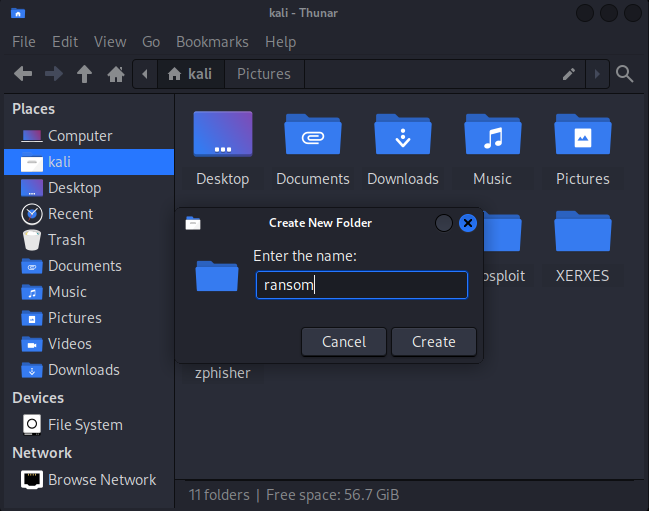 kali - Thunar
File Edit View Go Bookmarks Help
kali Pictures
Places
Computer
kali
Desktop
Recent
Trash
Documents
Music
Pictures
Videos
Downloads
Devices
File System
Network
Browse Network
Desktop Documents Downloads Music Pictures
Create New Folder
Enter the name:
ransom
Cancel Create
sploit XERXES
zphisher
11 folders | Free space: 56.7 GiB